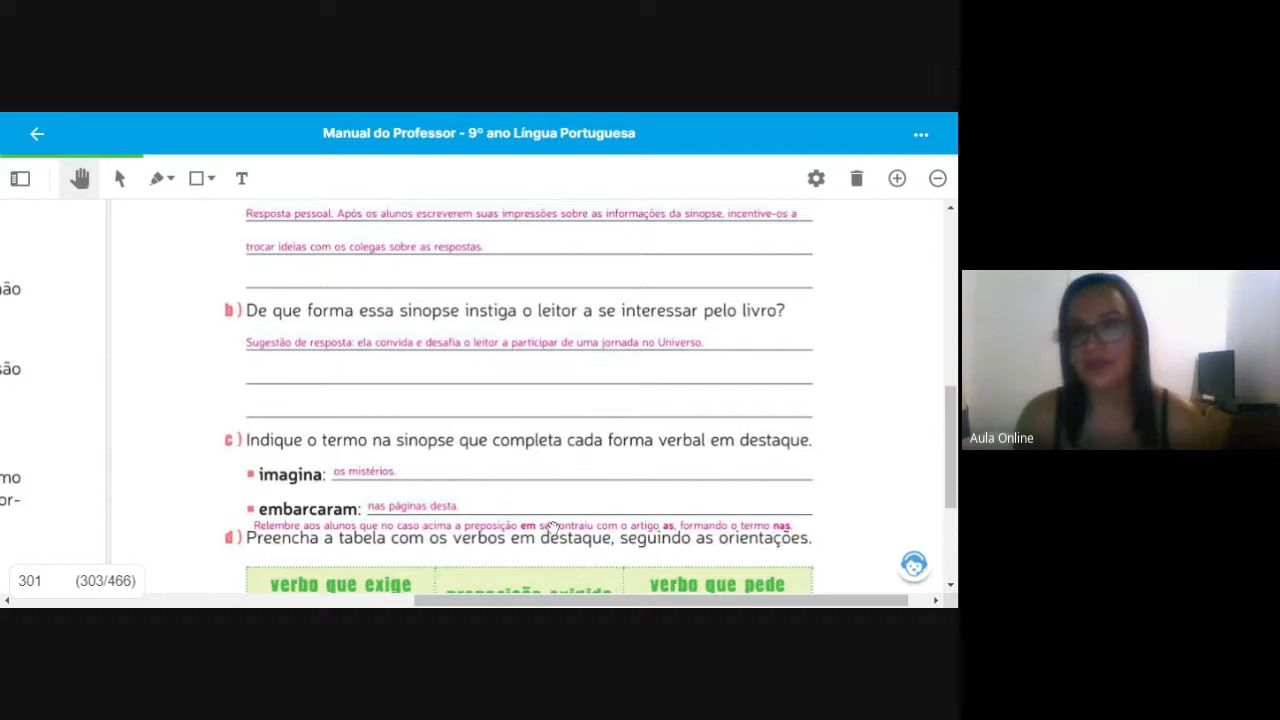 Manual do Professor - 9º ano Língua Portuguesa
T
Resposta pessoal. Após os alunos escreverem suas impressões sobre as informações da sinopse, incentive-os a
trocar ideias com os colegas sobre as respostas.
não
b) De que forma essa sinopse instiga o leitor a se interessar pelo livro?
Sugestão de resposta: ela convida e desafia o leitor a participar de uma jornada no Universo.
são
c) Indique o termo na sinopse que completa cada forma verbal em destaque.
imagina: os mistérios.
mo
or-
embarcaram: nas páginas desta.
Relembre aos alunos que no caso acima a preposição em se contraiu com o artigo as, formando o termo nas.
d) Preencha a tabela com os verbos em destaque, seguindo as orientações.
verbo que exige
preposição exigida
verbo que pede
301 (303/466)
Aula Online